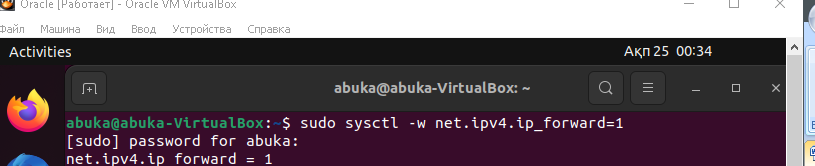 Oracle [Работает] - Oracle VM VirtualBox
Файл Машина Вид Ввод Устройства Справка
Activities
Ақп 25 00:34
abuka@abuka-VirtualBox: ~
abuka@abuka-VirtualBox:~$ sudo sysctl -w net.ipv4.ip_forward=1
[sudo] password for abuka:
net.ipv4.ip_forward = 1